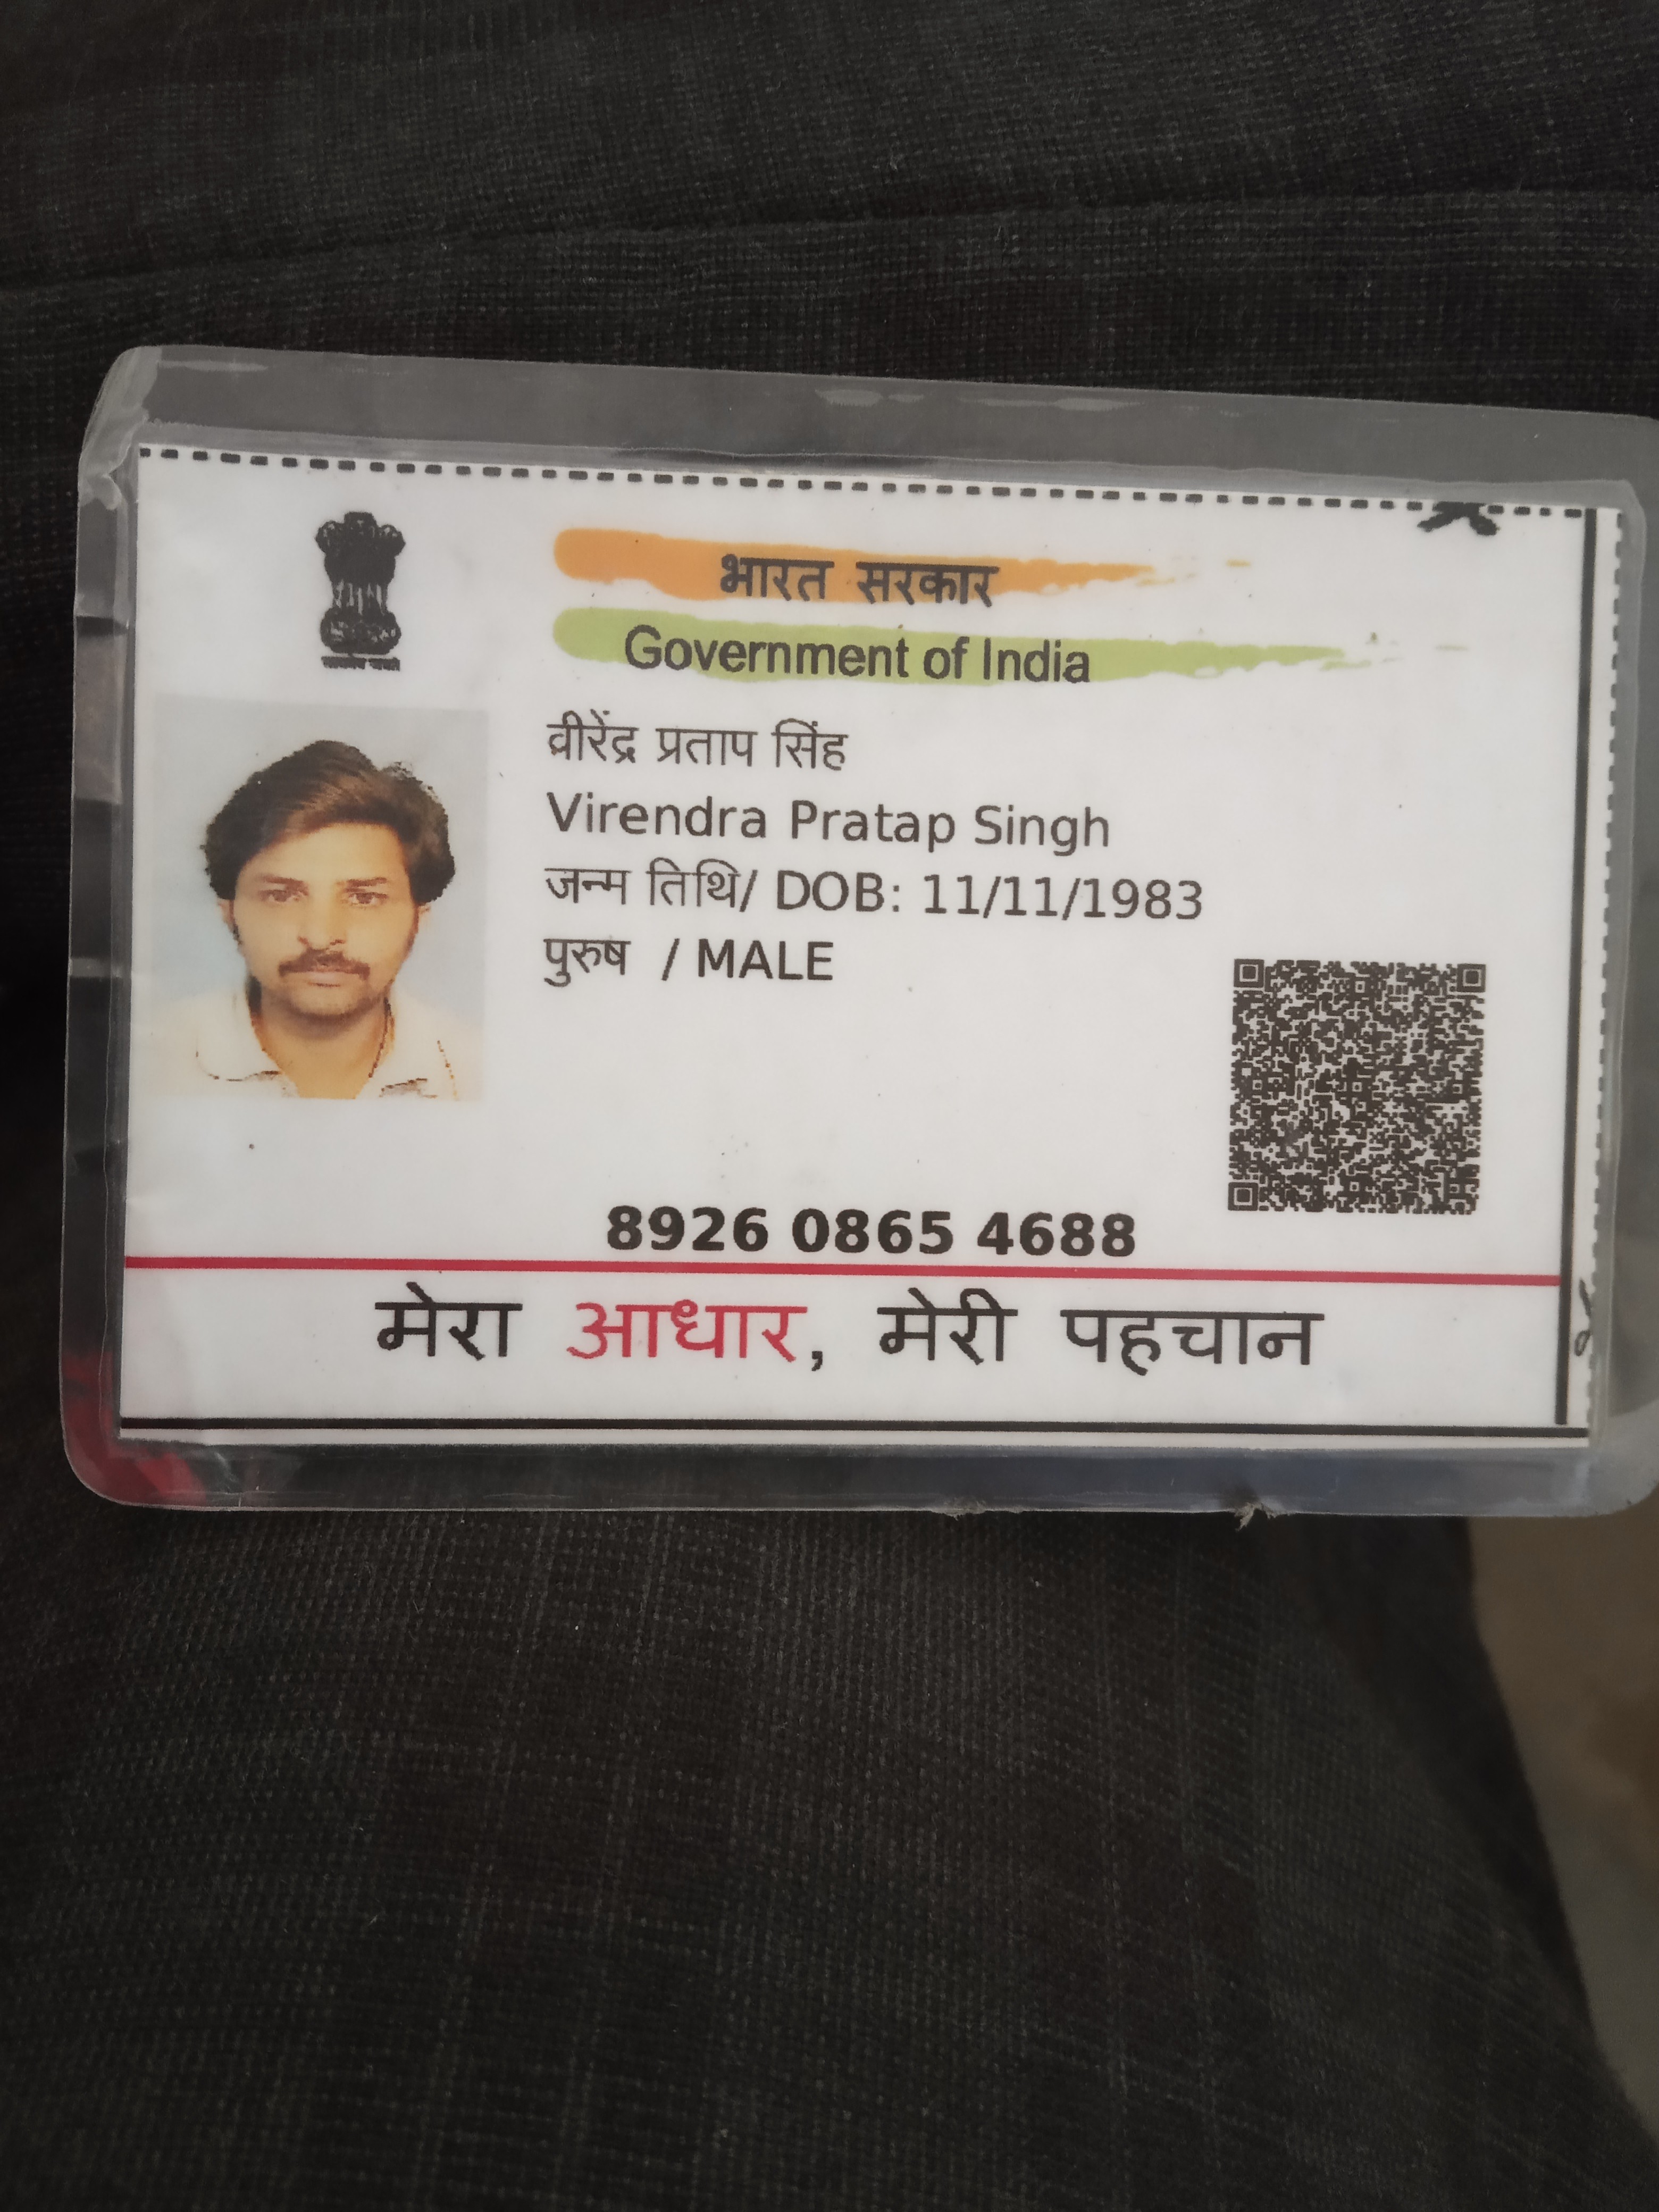 भारत सरकार
Government of India
वीरेंद्र प्रताप सिंह
Virendra Pratap Singh
जन्म तिथि/ DOB: 11/11/1983
पुरुष / MALE
8926 0865 4688
मेरा आधार, मेरी पहचान